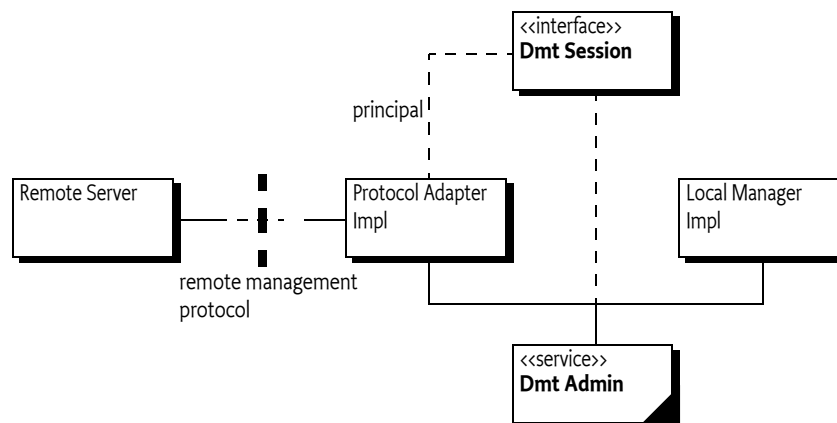 <<interface>>
Dmt Session
principal
Remote Server
Protocol Adapter
Impl
Local Manager
Impl
remote management
protocol
<<service>>
Dmt Admin